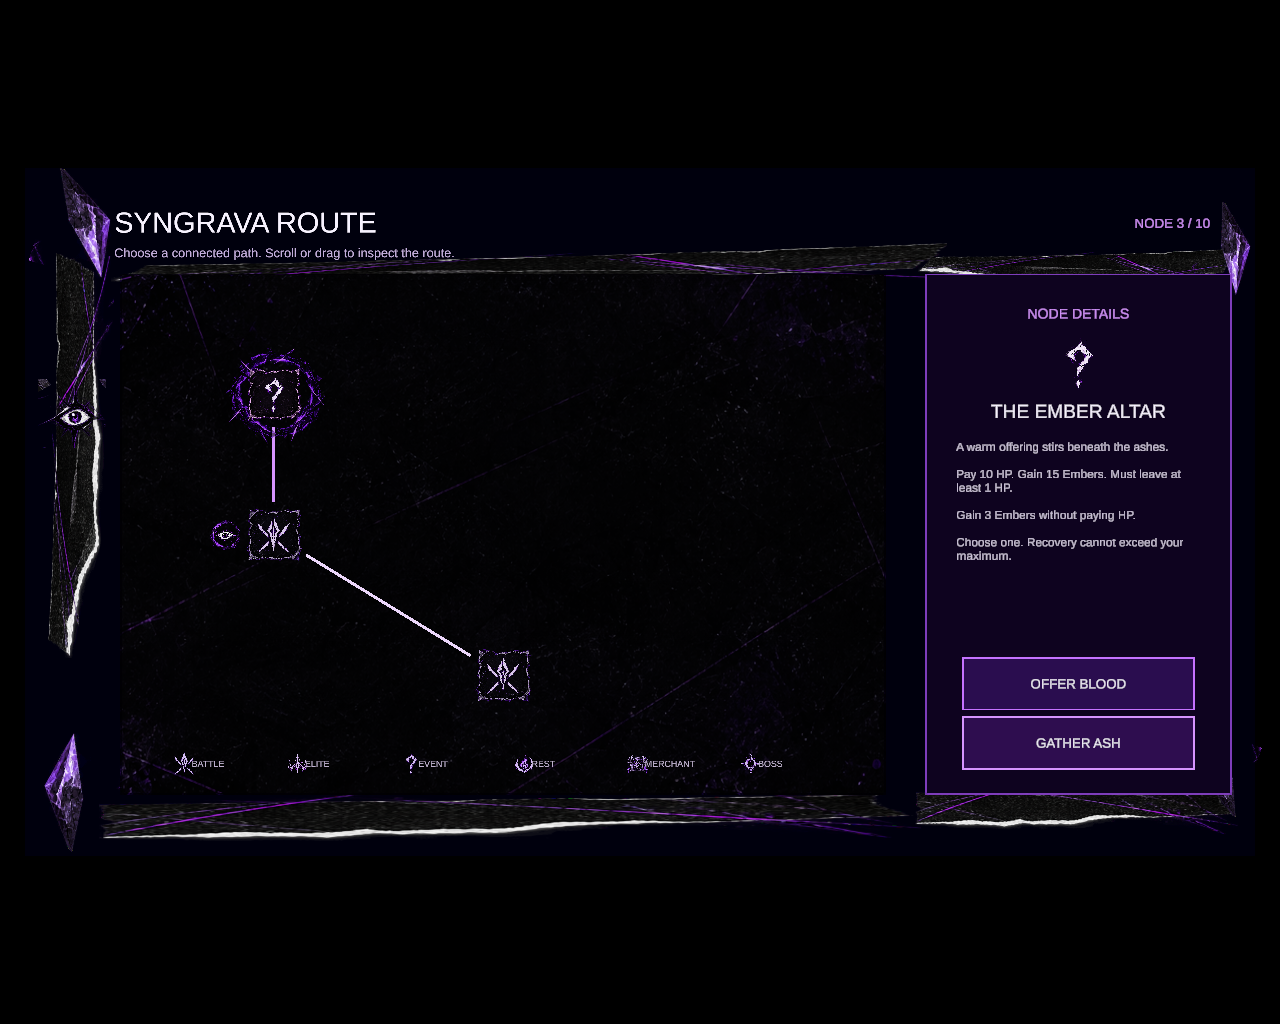 SYNGRAVA ROUTE
NODE 3 / 10
Choose a connected path. Scroll or drag to inspect the route.
NODE DETAILS
THE EMBER ALTAR
A warm offering stirs beneath the ashes.
Pay 10 HP. Gain 15 Embers. Must leave at
least 1 HP.
Gain 3 Embers without paying HP.
Choose one. Recovery cannot exceed your
maximum.
OFFER BLOOD
GATHER ASH
BATTLE
ELITE
EVENT
REST
MERCHANT
BOSS